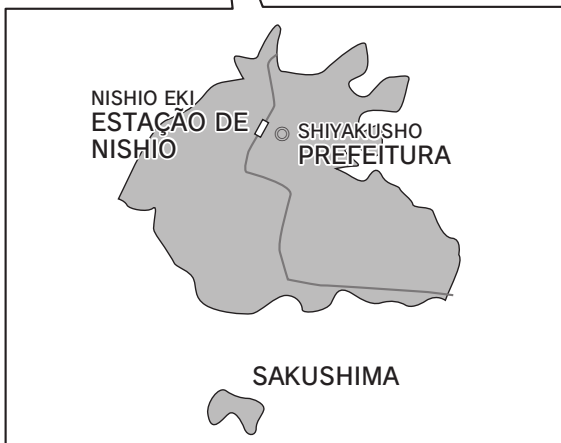 NISHIO EKI
ESTAÇÃO DE
NISHIO
SHIYAKUSHO
PREFEITURA
SAKUSHIMA